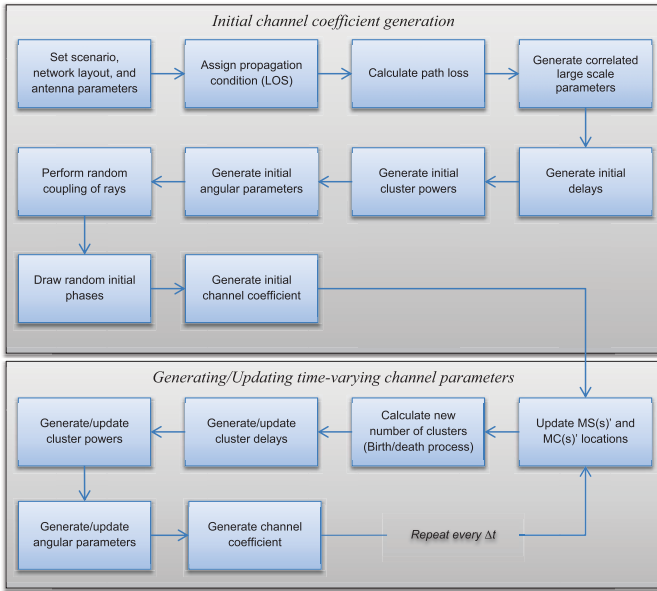 Initial channel coefficient generation
Set scenario,
network layout, and
antenna parameters
Assign propagation
condition (LOS)
Calculate path loss
Generate correlated
large scale
parameters
Generate initial
delays
Generate initial
cluster powers
Generate initial
angular parameters
Perform random
coupling of rays
Draw random initial
phases
Generate initial
channel coefficient
Generating/Updating time-varying channel parameters
Update MS(s)' and
MC(s)' locations
Calculate new
number of clusters
(Birth/death process)
Generate/update
cluster delays
Generate/update
cluster powers
Generate/update
angular parameters
Generate channel
coefficient
Repeat every Δt